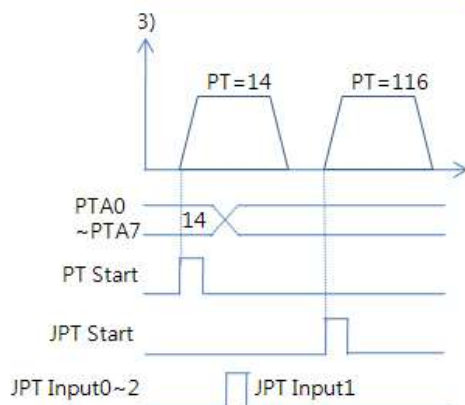 3)
PT=14 PT=116
PTA0
~PTA7
14
PT Start
JPT Start
JPT Input0~2 JPT Input1